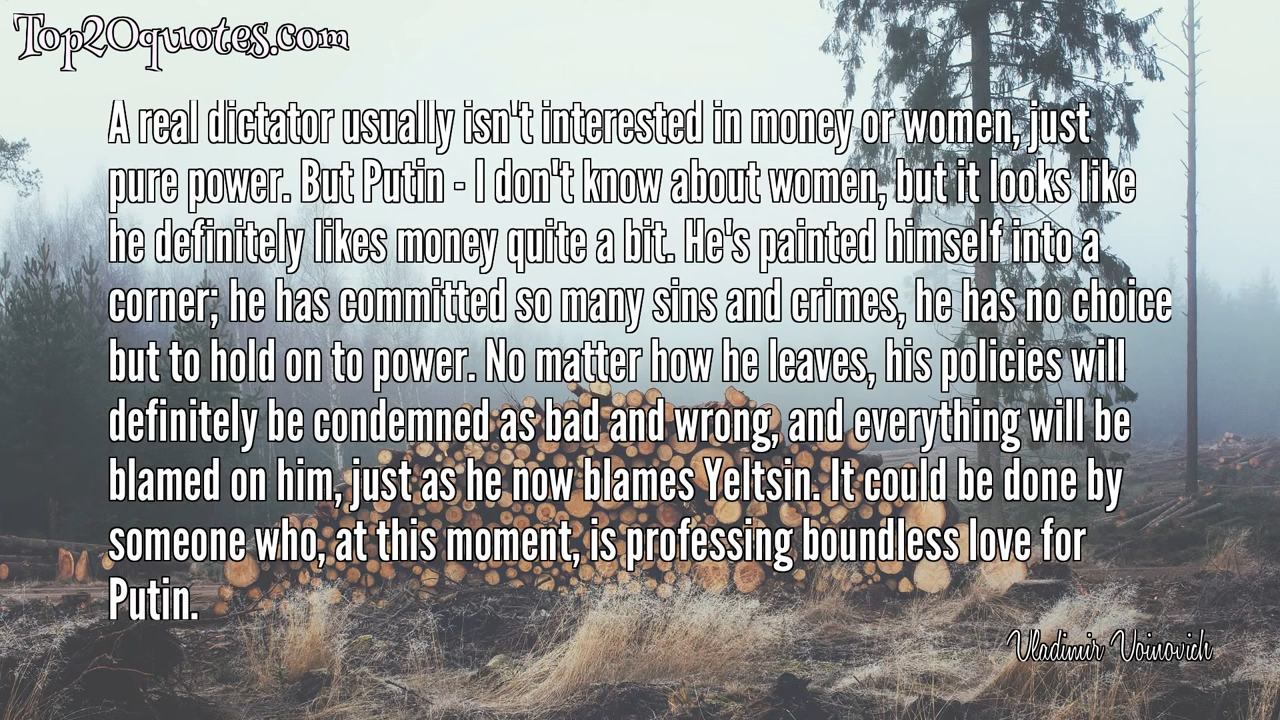 Top20quotes.com
A real dictator usually isn't interested in money or women, just
pure power. But Putin - I don't know about women, but it looks like
he definitely likes money quite a bit. He's painted himself into a
corner; he has committed so many sins and crimes, he has no choice
but to hold on to power. No matter how he leaves, his policies will
definitely be condemned as bad and wrong, and everything will be
blamed on him, just as he now blames Yeltsin. It could be done by
someone who, at this moment, is professing boundless love for
Putin.
Vladimir Voinovich